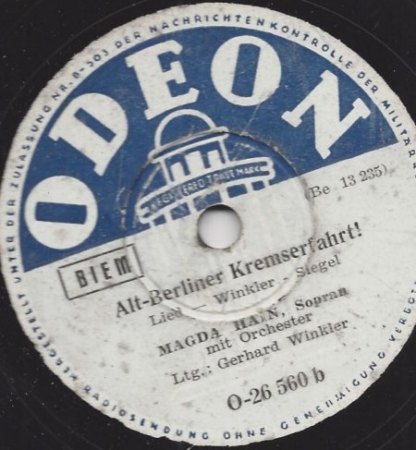 HERGESTELLT UNTER DER ZULASSUNG NR. B-503 DER NACHRICHTENKONTROLLE DER MILITÄR
ODEON
REGISTERED TRADE MARK
(Be 13 235)
BIEM
Alt-Berliner Kremserfahrt!
Lied - Winkler - Siegel
MAGDA HAIN, Sopran
mit Orchester
Ltg.: Gerhard Winkler
O-26 560 b
RADIOSENDUNG OHNE GENEHMIGUNG VERBOTEN